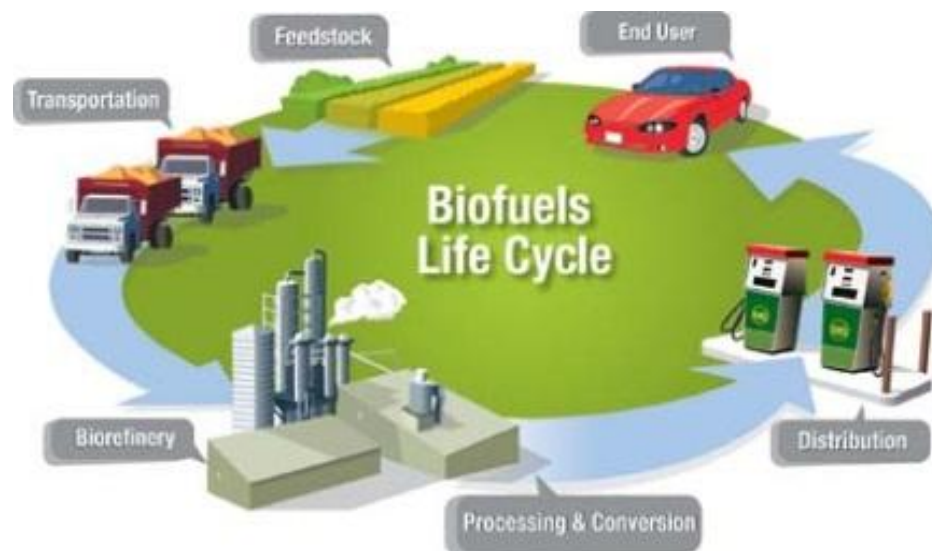 Feedstock
End User
Transportation
Biofuels
Life Cycle
Biorefinery
Distribution
Processing & Conversion